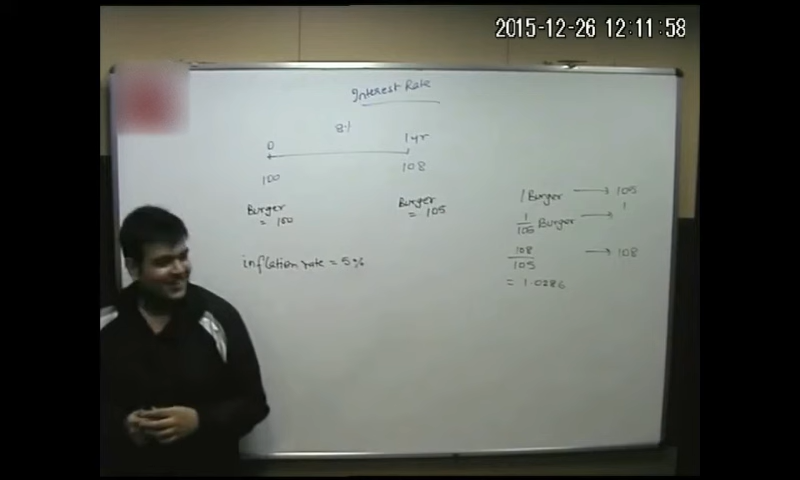 2015-12-26 12:11:58
Interest Rate
8%
0 1yr
100 108
Burger = 100
Burger = 105
inflation rate = 5%
1 Burger → 105
1/105 Burger → 1
108/105 → 108
= 1.0286